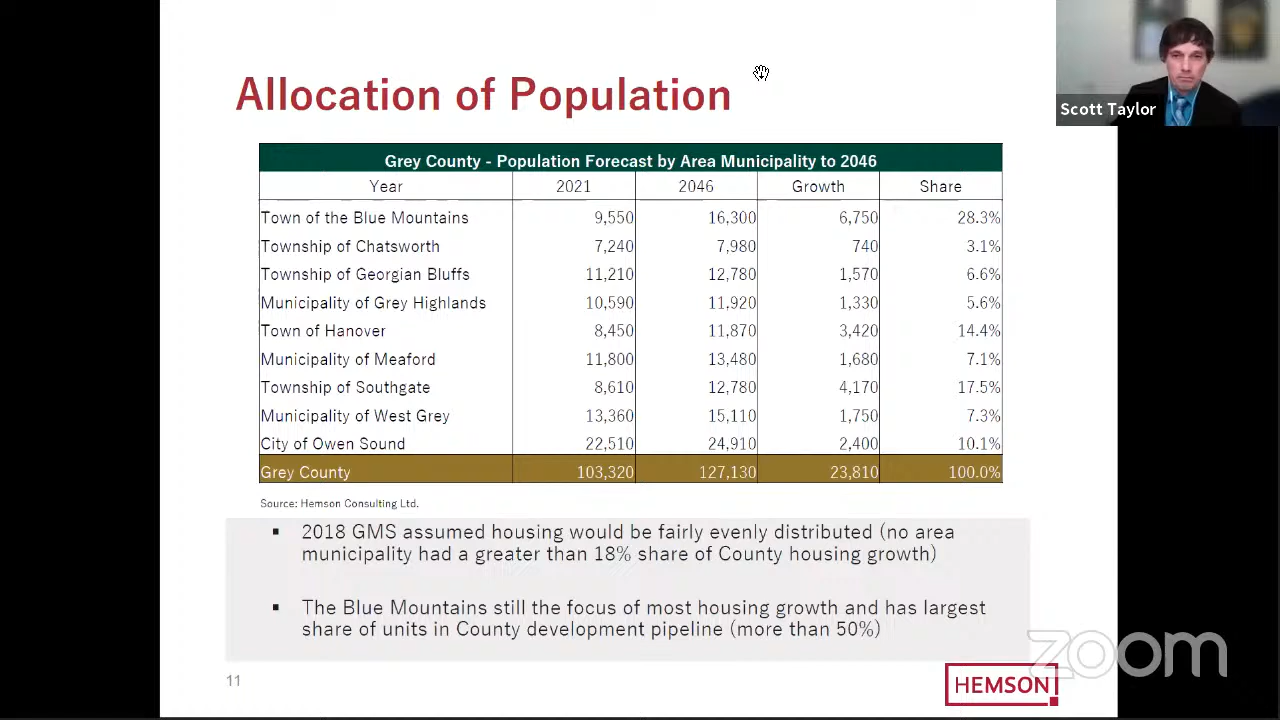 Allocation of Population
Scott Taylor
Grey County - Population Forecast by Area Municipality to 2046
Year 2021 2046 Growth Share
Town of the Blue Mountains 9,550 16,300 6,750 28.3%
Township of Chatsworth 7,240 7,980 740 3.1%
Township of Georgian Bluffs 11,210 12,780 1,570 6.6%
Municipality of Grey Highlands 10,590 11,920 1,330 5.6%
Town of Hanover 8,450 11,870 3,420 14.4%
Municipality of Meaford 11,800 13,480 1,680 7.1%
Township of Southgate 8,610 12,780 4,170 17.5%
Municipality of West Grey 13,360 15,110 1,750 7.3%
City of Owen Sound 22,510 24,910 2,400 10.1%
Grey County 103,320 127,130 23,810 100.0%
Source: Hemson Consulting Ltd.
▪ 2018 GMS assumed housing would be fairly evenly distributed (no area
municipality had a greater than 18% share of County housing growth)
▪ The Blue Mountains still the focus of most housing growth and has largest
share of units in County development pipeline (more than 50%)
zoom
11
HEMSON